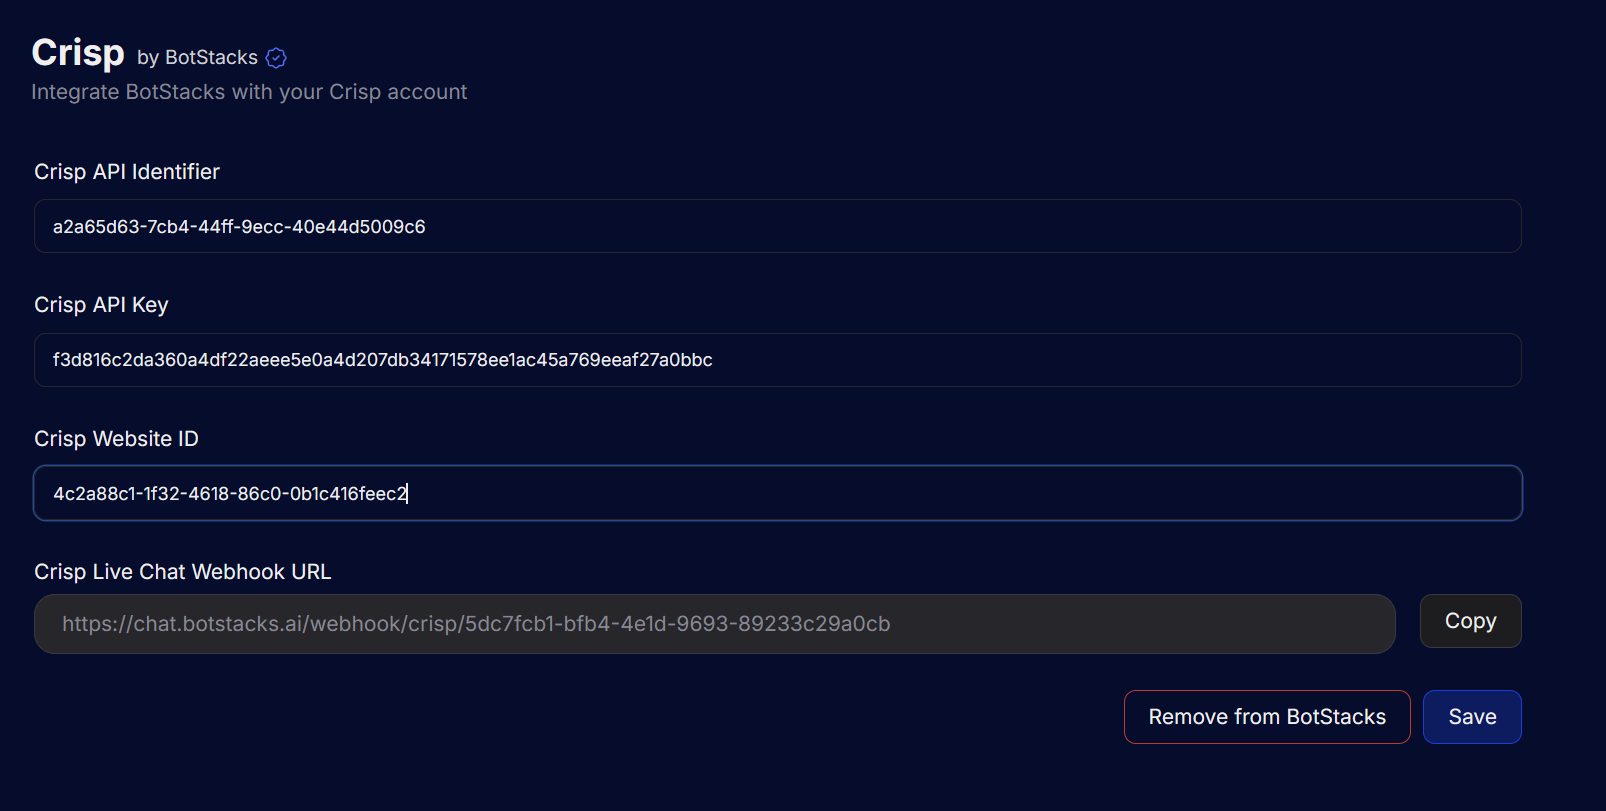 Crisp by BotStacks
Integrate BotStacks with your Crisp account
Crisp API Identifier
a2a65d63-7cb4-44ff-9ecc-40e44d5009c6
Crisp API Key
f3d816c2da360a4df22aeee5e0a4d207db34171578ee1ac45a769eeaf27a0bbc
Crisp Website ID
4c2a88c1-1f32-4618-86c0-0b1c416feec2
Crisp Live Chat Webhook URL
https://chat.botstacks.ai/webhook/crisp/5dc7fcb1-bfb4-4e1d-9693-89233c29a0cb
Copy
Remove from BotStacks
Save